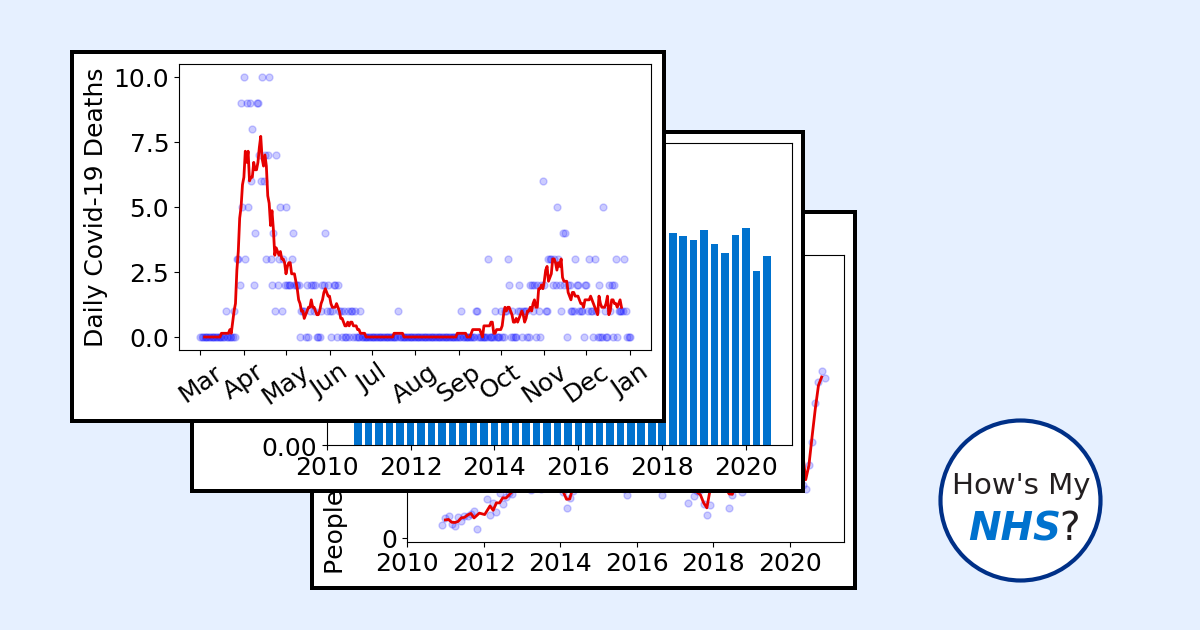 Daily Covid-19 Deaths
10.0
7.5
5.0
2.5
0.0
Mar Apr May Jun Jul Aug Sep Oct Nov Dec Jan
0.00
2010 2012 2014 2016 2018 2020
People
0
2010 2012 2014 2016 2018 2020
How's My
NHS?